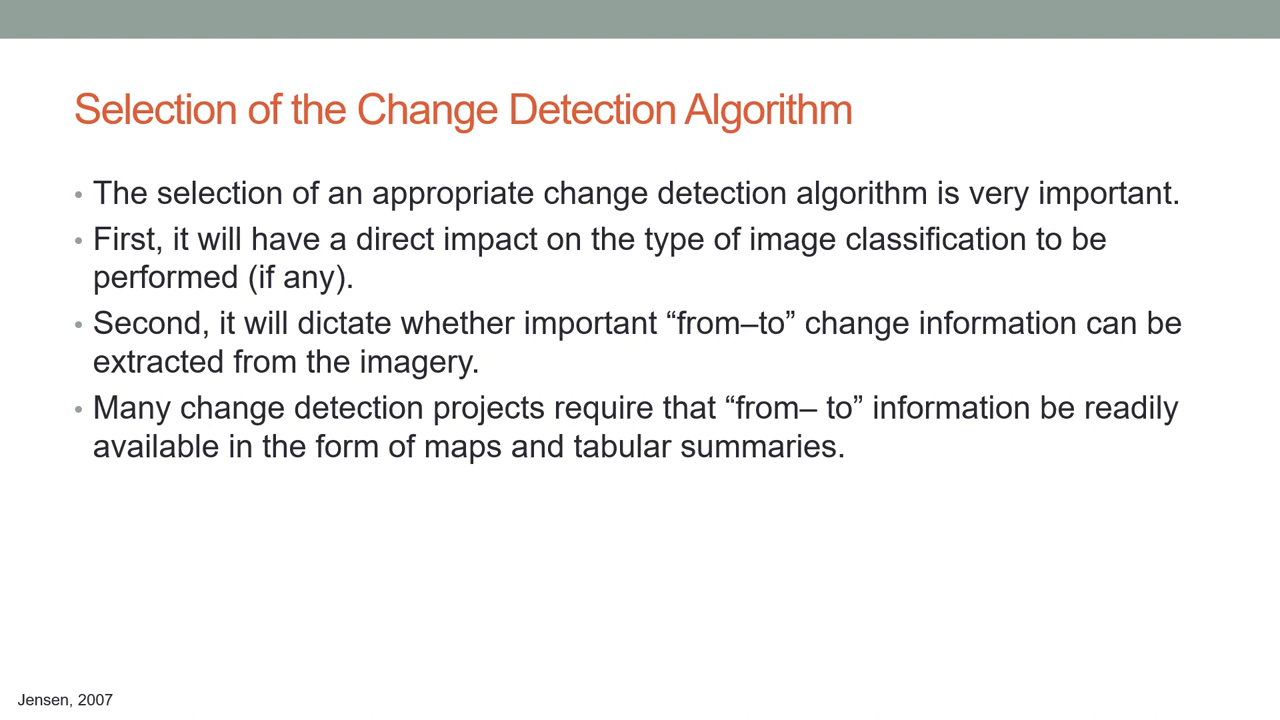 Selection of the Change Detection Algorithm
• The selection of an appropriate change detection algorithm is very important.
• First, it will have a direct impact on the type of image classification to be
performed (if any).
• Second, it will dictate whether important “from–to” change information can be
extracted from the imagery.
• Many change detection projects require that “from– to” information be readily
available in the form of maps and tabular summaries.
Jensen, 2007